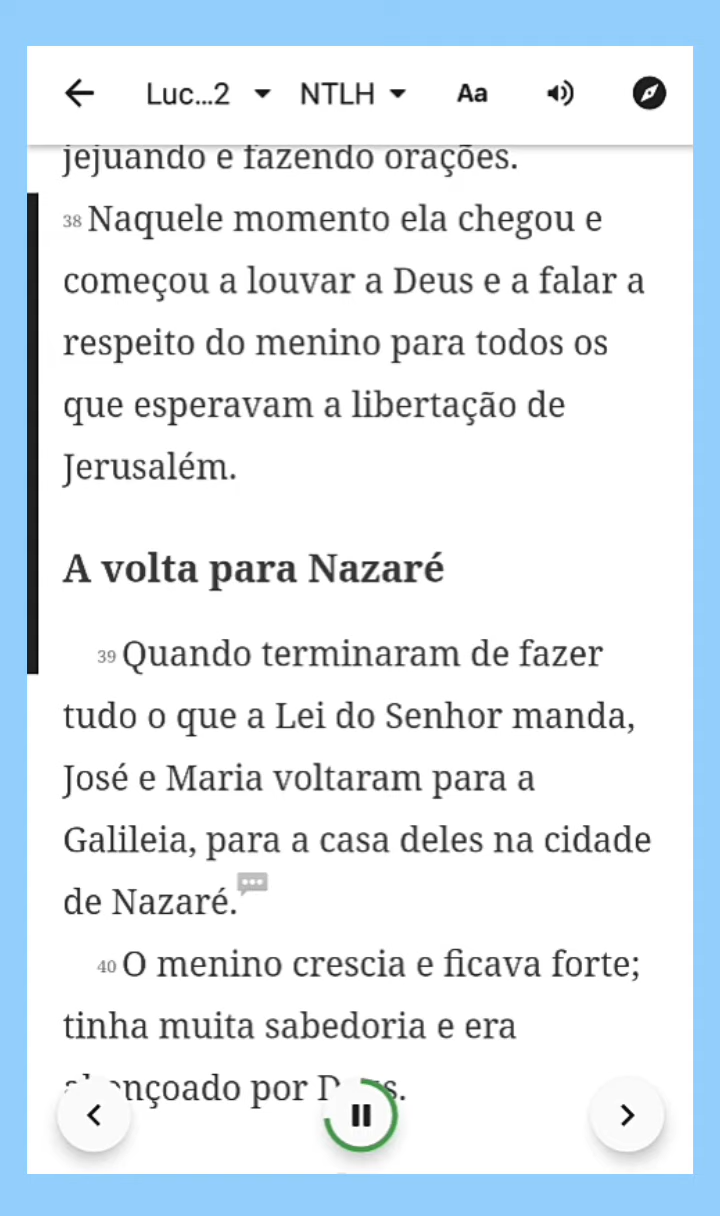 Luc...2 NTLH Aa
jejuando e fazendo orações.
38 Naquele momento ela chegou e
começou a louvar a Deus e a falar a
respeito do menino para todos os
que esperavam a libertação de
Jerusalém.
A volta para Nazaré
39 Quando terminaram de fazer
tudo o que a Lei do Senhor manda,
José e Maria voltaram para a
Galileia, para a casa deles na cidade
de Nazaré.
40 O menino crescia e ficava forte;
tinha muita sabedoria e era
abençoado por Deus.